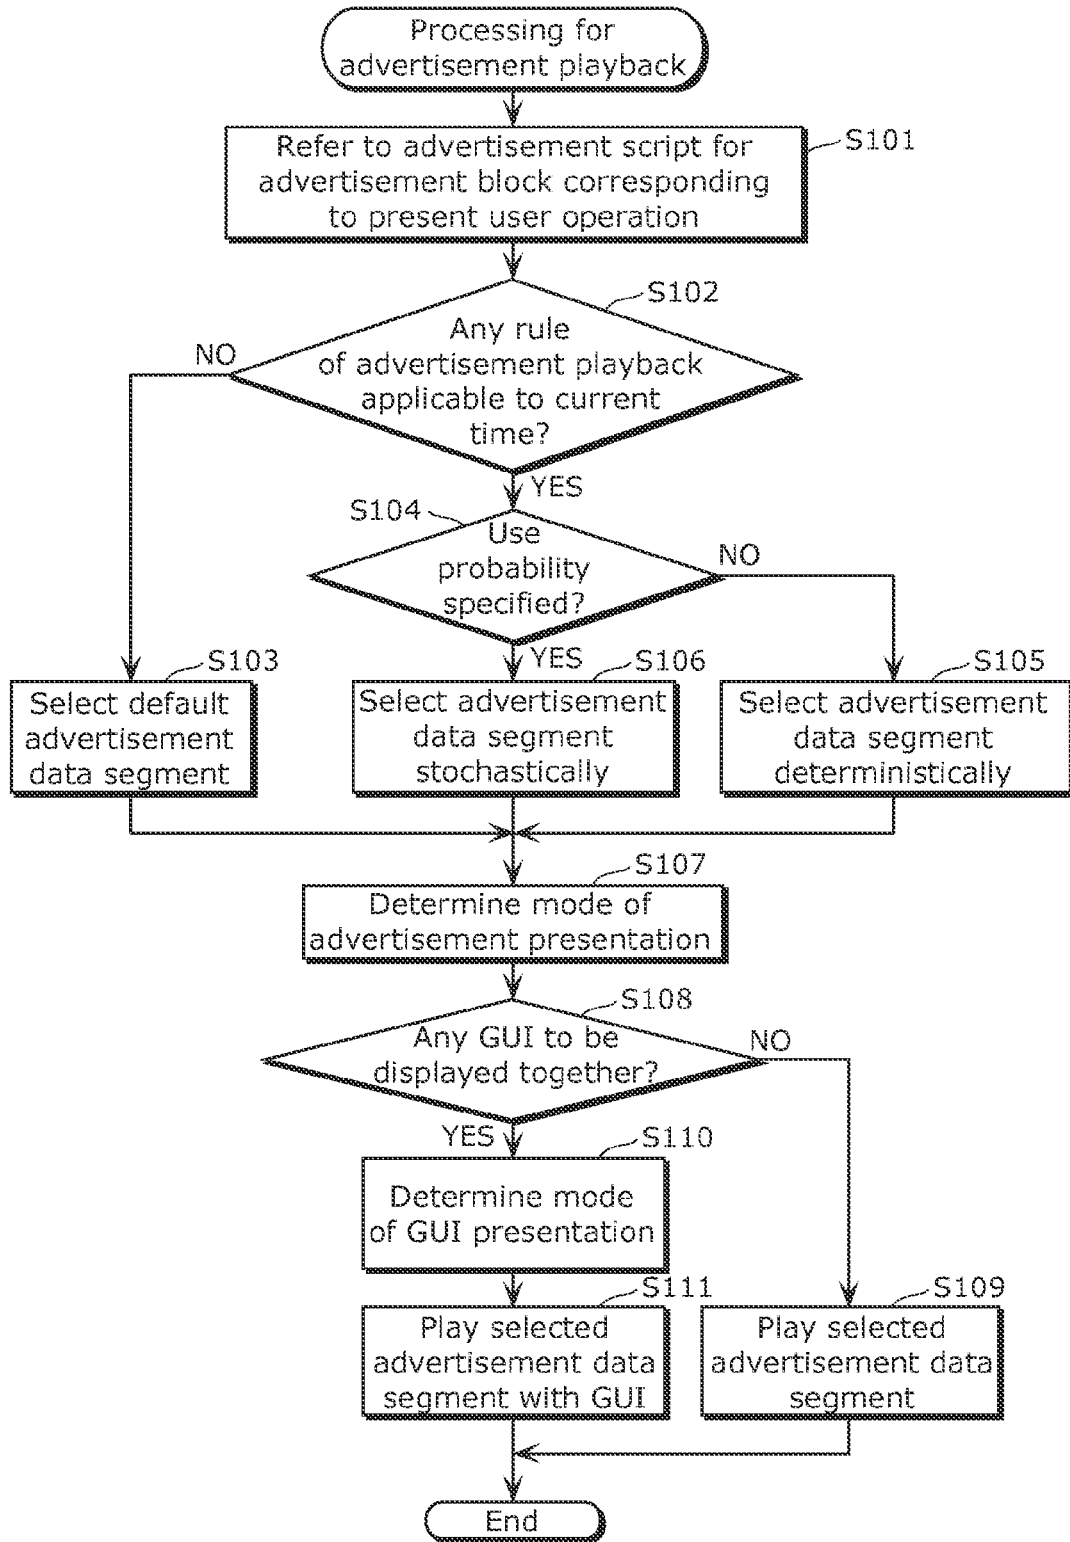 Processing for
advertisement playback
S101
Refer to advertisement script for
advertisement block corresponding
to present user operation
S102
Any rule
of advertisement playback
applicable to current
time?
NO
YES
S104
Use
probability
specified?
NO
YES
S103
Select default
advertisement
data segment
S106
Select advertisement
data segment
stochastically
S105
Select advertisement
data segment
deterministically
S107
Determine mode of
advertisement presentation
S108
Any GUI to be
displayed together?
NO
YES
S110
Determine mode
of GUI presentation
S111
Play selected
advertisement data
segment with GUI
S109
Play selected
advertisement data
segment
End